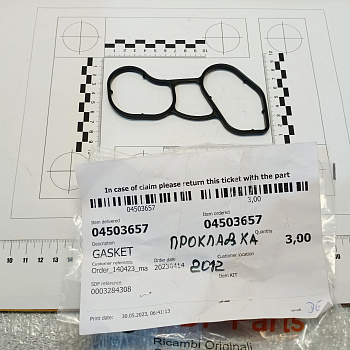 In case of claim please return this ticket with the part
04503657
3,00
Item delivered
Item ordered
04503657
04503657
Description
Quantity
GASKET
ПРОКЛАДКА
3,00
Customer reference
Order date
Customer location
Order_140423_ma
20230414
2012
SDP reference
Item KIT
0003284308
Print date:
30.05.2023, 06:41:13
Parts
Ricambi Originali